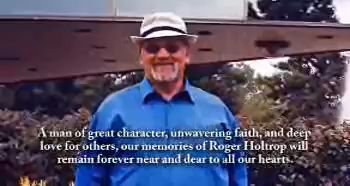 A man of great character, unwavering faith, and deep
love for others, our memories of Roger Holtrop will
remain forever near and dear to all our hearts.